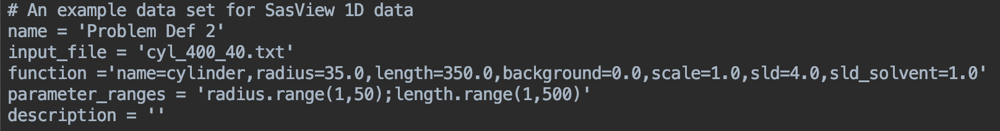 # An example data set for SasView 1D data
name = 'Problem Def 2'
input_file = 'cyl_400_40.txt'
function ='name=cylinder,radius=35.0,length=350.0,background=0.0,scale=1.0,sld=4.0,sld_solvent=1.0'
parameter_ranges = 'radius.range(1,50);length.range(1,500)'
description = ''